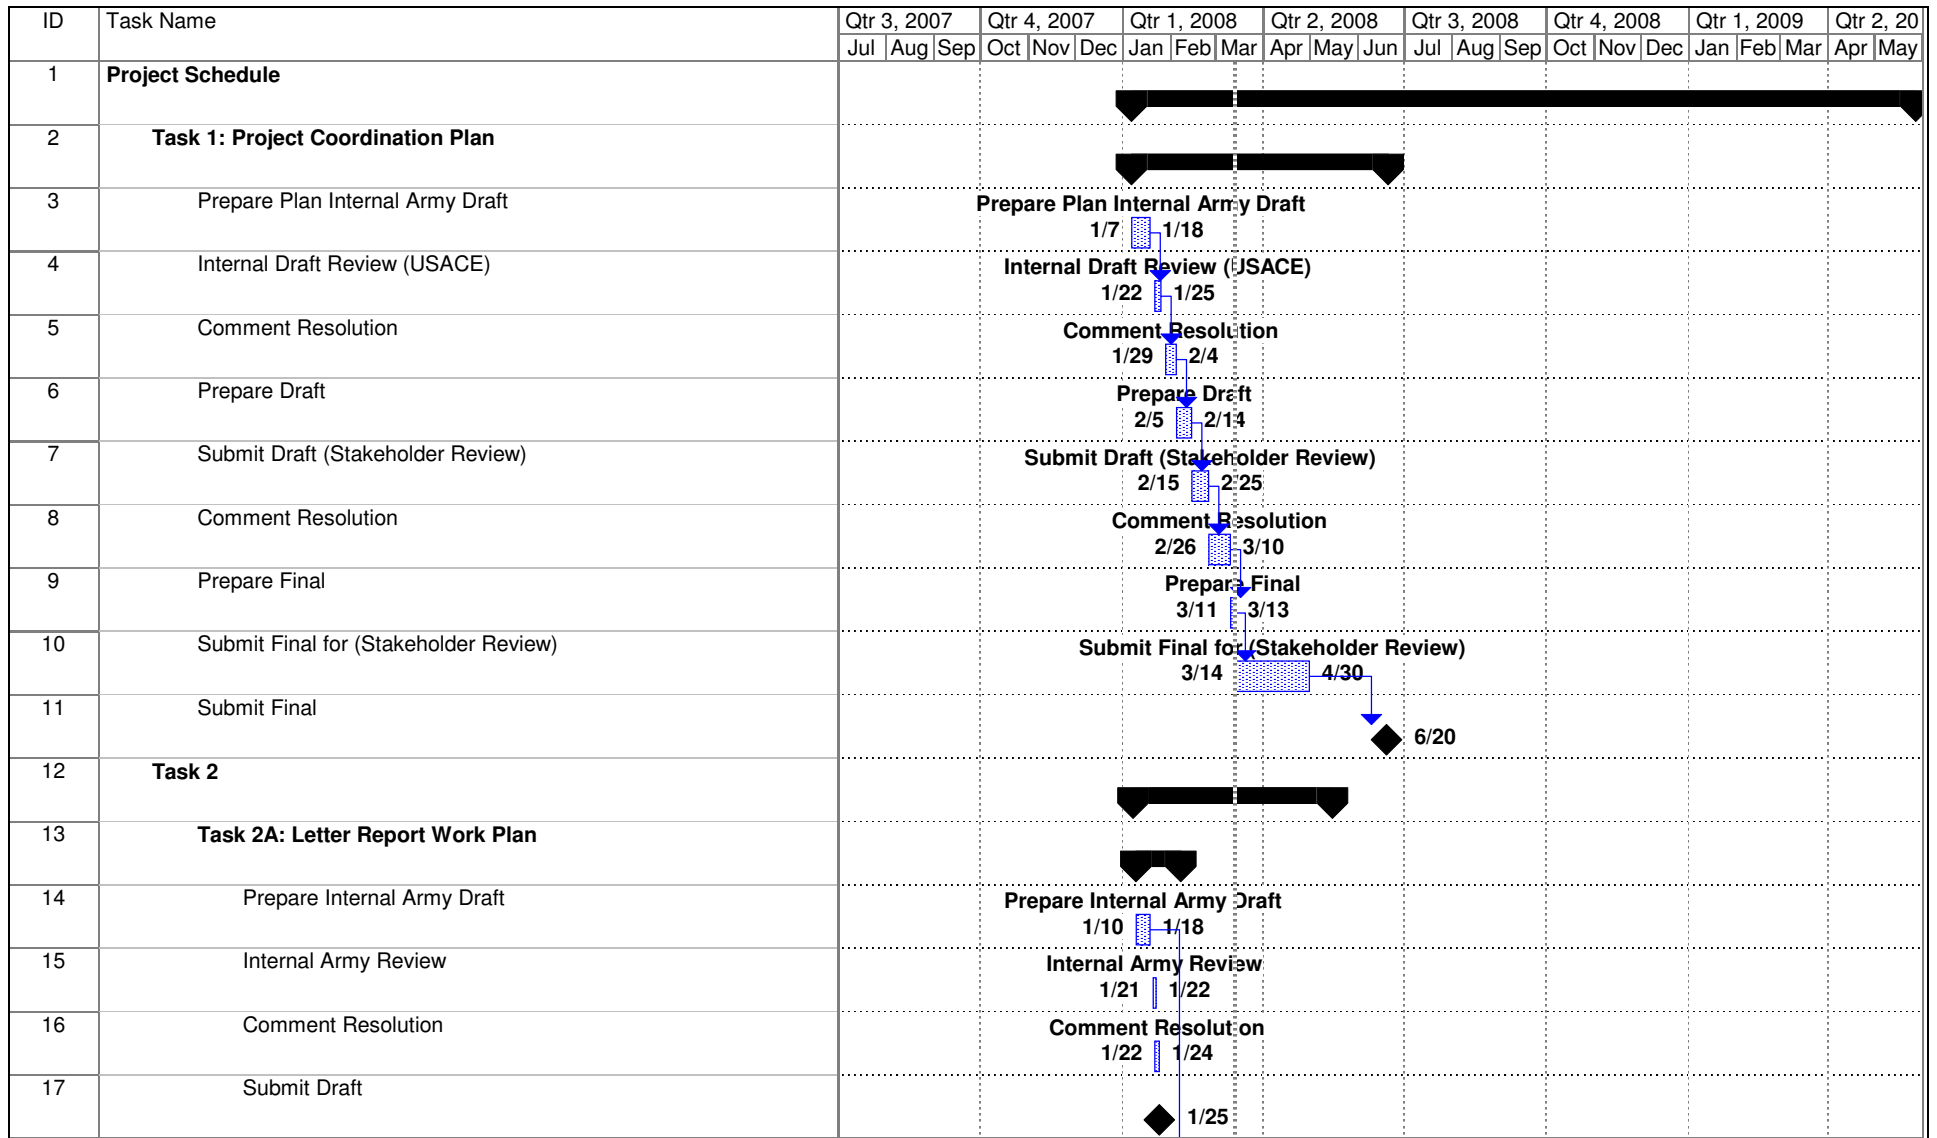 ID Task Name Qtr 3, 2007 Qtr 4, 2007 Qtr 1, 2008 Qtr 2, 2008 Qtr 3, 2008 Qtr 4, 2008 Qtr 1, 2009 Qtr 2, 20
Jul Aug Sep Oct Nov Dec Jan Feb Mar Apr May Jun Jul Aug Sep Oct Nov Dec Jan Feb Mar Apr May
1 Project Schedule
2 Task 1: Project Coordination Plan
3 Prepare Plan Internal Army Draft Prepare Plan Internal Army Draft
1/7 1/18
4 Internal Draft Review (USACE) Internal Draft Review (USACE)
1/22 1/25
5 Comment Resolution Comment Resolution
1/29 2/4
6 Prepare Draft Prepare Draft
2/5 2/14
7 Submit Draft (Stakeholder Review) Submit Draft (Stakeholder Review)
2/15 2/25
8 Comment Resolution Comment Resolution
2/26 3/10
9 Prepare Final Prepare Final
3/11 3/13
10 Submit Final for (Stakeholder Review) Submit Final for (Stakeholder Review)
3/14 4/30
11 Submit Final
6/20
12 Task 2
13 Task 2A: Letter Report Work Plan
14 Prepare Internal Army Draft Prepare Internal Army Draft
1/10 1/18
15 Internal Army Review Internal Army Review
1/21 1/22
16 Comment Resolution Comment Resolution
1/22 1/24
17 Submit Draft
1/25